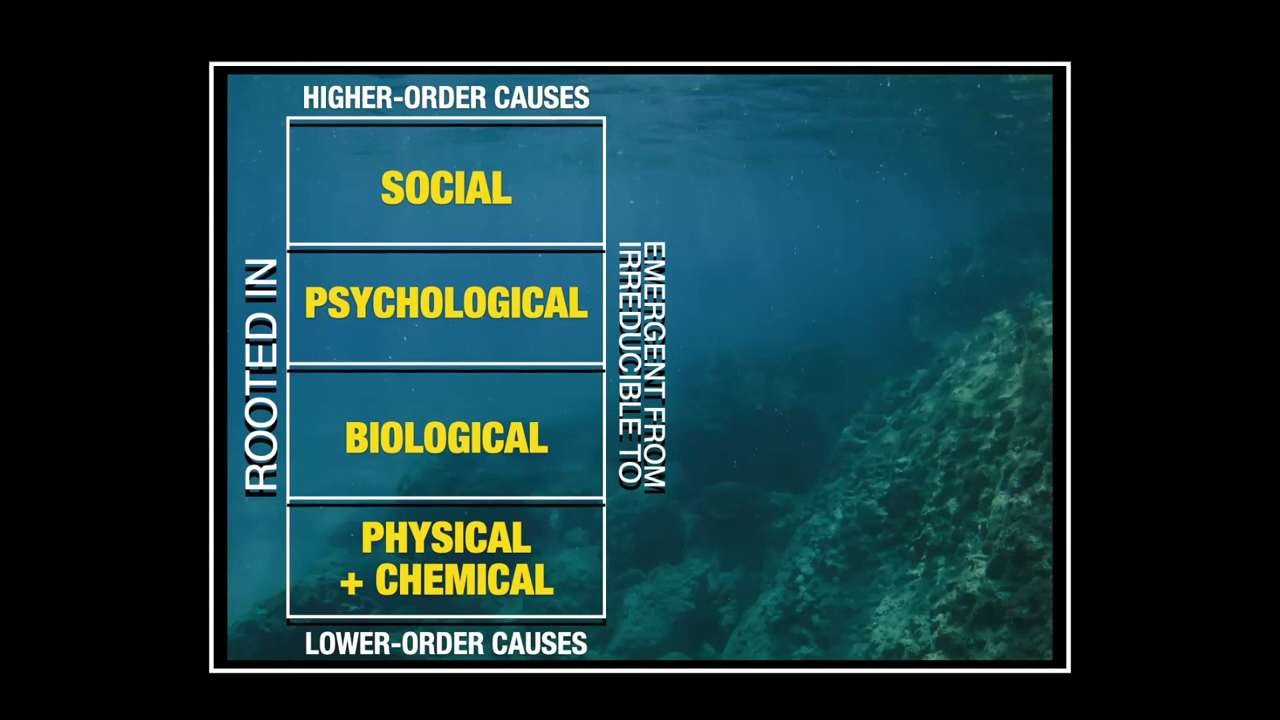 HIGHER-ORDER CAUSES
SOCIAL
PSYCHOLOGICAL
BIOLOGICAL
PHYSICAL
+ CHEMICAL
LOWER-ORDER CAUSES
ROOTED IN
EMERGENT FROM
IRREDUCIBLE TO